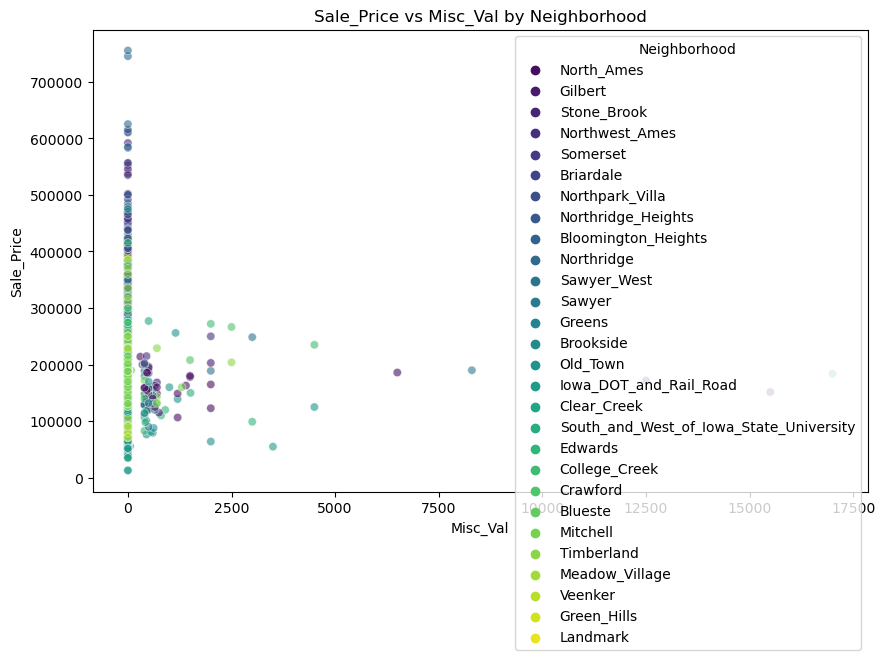 Sale_Price vs Misc_Val by Neighborhood
Neighborhood
North_Ames
Gilbert
Stone_Brook
Northwest_Ames
Somerset
Briardale
Northpark_Villa
Northridge_Heights
Bloomington_Heights
Northridge
Sawyer_West
Sawyer
Greens
Brookside
Old_Town
Iowa_DOT_and_Rail_Road
Clear_Creek
South_and_West_of_Iowa_State_University
Edwards
College_Creek
Crawford
Blueste
Mitchell
Timberland
Meadow_Village
Veenker
Green_Hills
Landmark
Sale_Price
700000
600000
500000
400000
300000
200000
100000
0
0 2500 5000 7500 10000 12500 15000 17500
Misc_Val